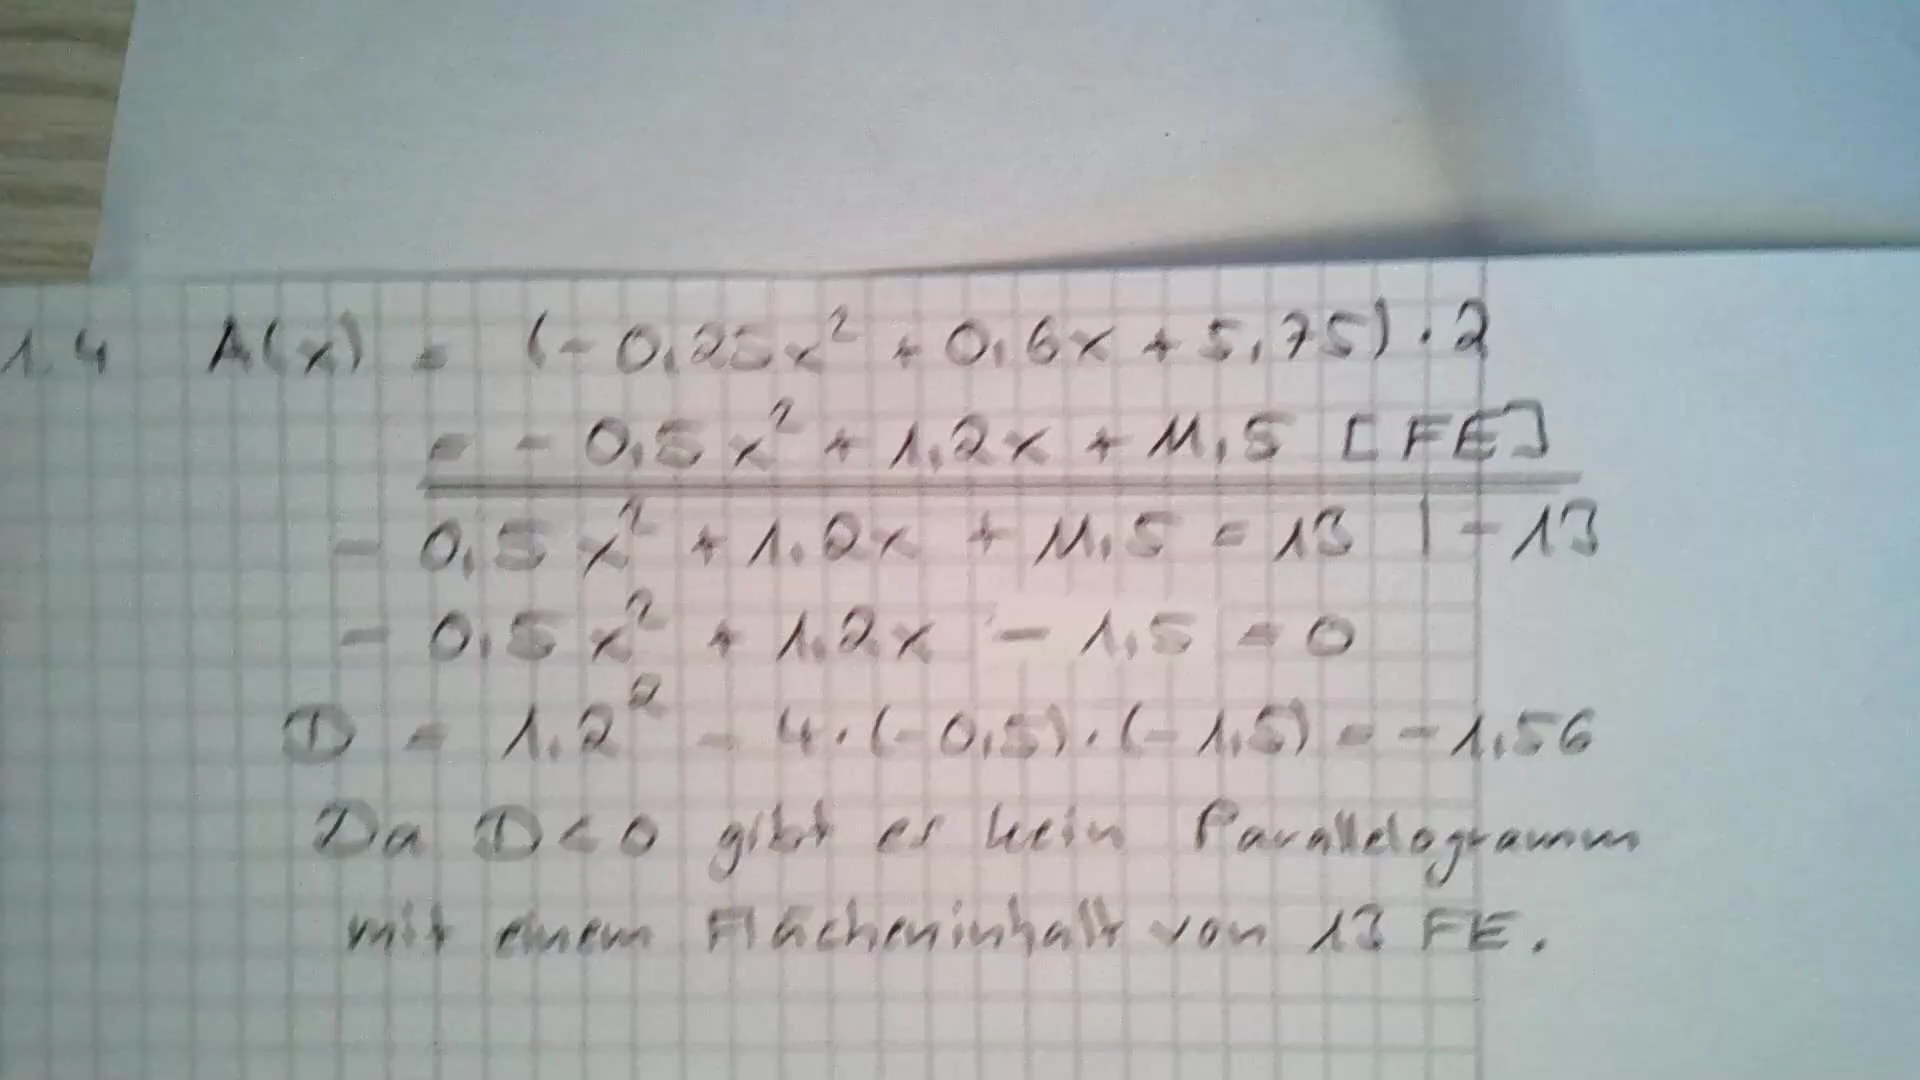 1.4 A(x) = (-0,25x² + 0,6x + 5,75) · 2
= -0,5x² + 1,2x + 11,5 [FE]
-0,5x² + 1,2x + 11,5 = 13 | -13
-0,5x² + 1,2x - 1,5 = 0
D = 1,2² - 4·(-0,5)·(-1,5) = -1,56
Da D<0 gibt es kein Parallelogramm
mit einem Flächeninhalt von 13 FE.